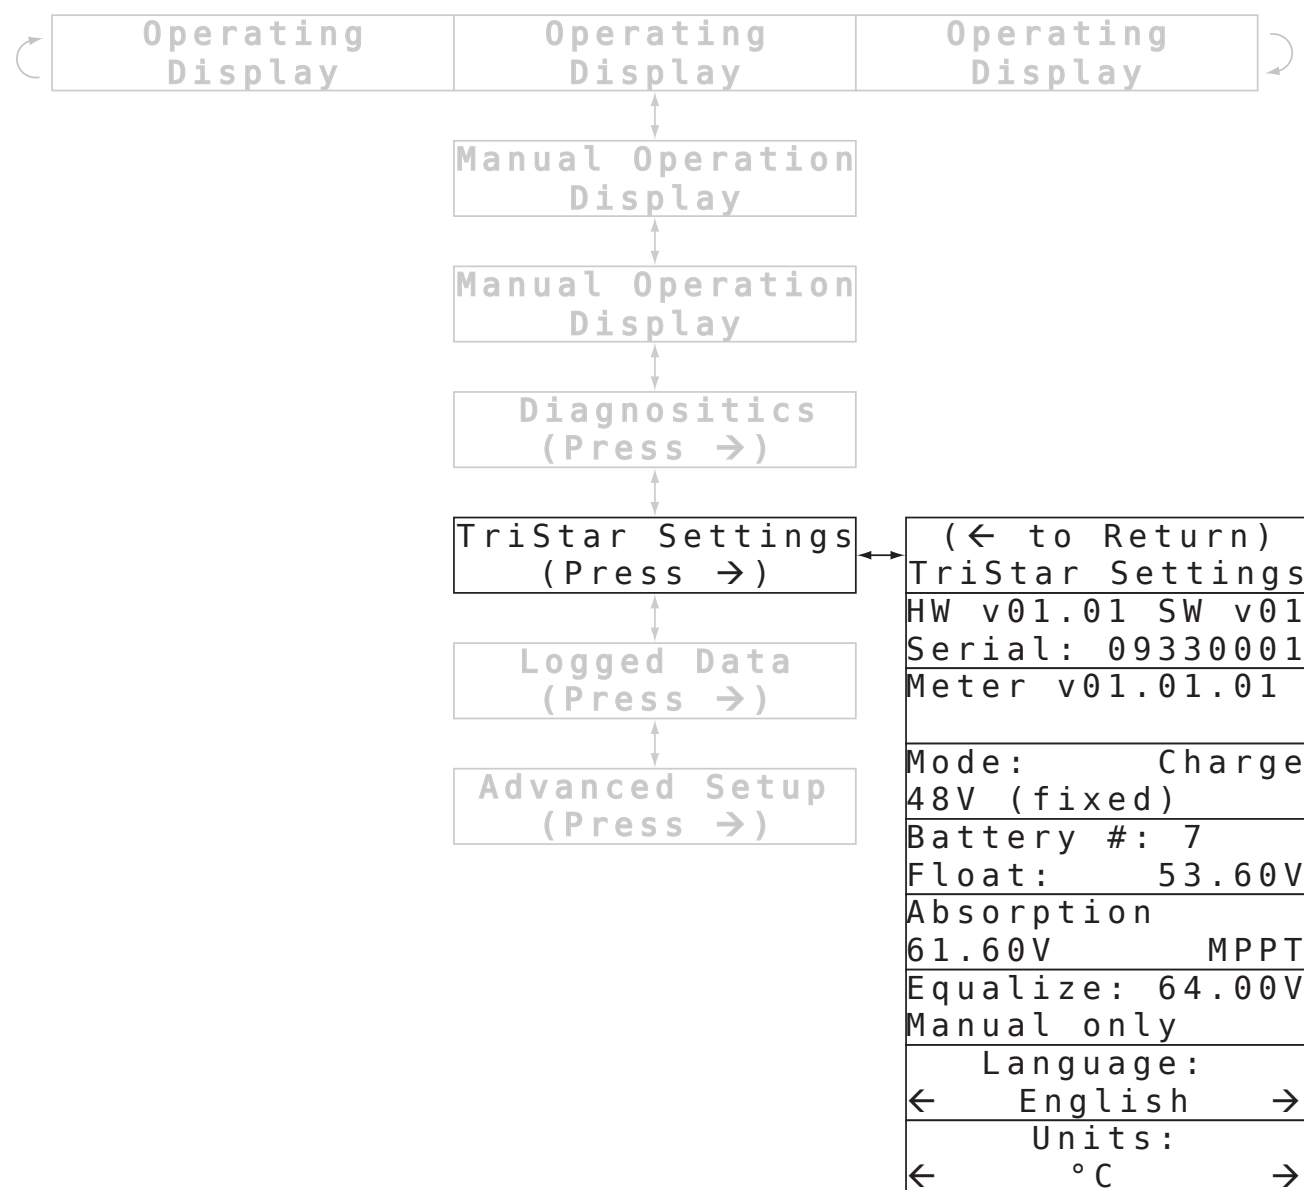 Operating
Display
Operating
Display
Operating
Display
Manual Operation
Display
Manual Operation
Display
Diagnositics
(Press →)
TriStar Settings
(Press →)
(← to Return)
TriStar Settings
HW v01.01 SW v01
Serial: 09330001
Meter v01.01.01
Mode: Charge
48V (fixed)
Battery #: 7
Float: 53.60V
Absorption
61.60V MPPT
Equalize: 64.00V
Manual only
Language:
← English →
Units:
← °C →
Logged Data
(Press →)
Advanced Setup
(Press →)